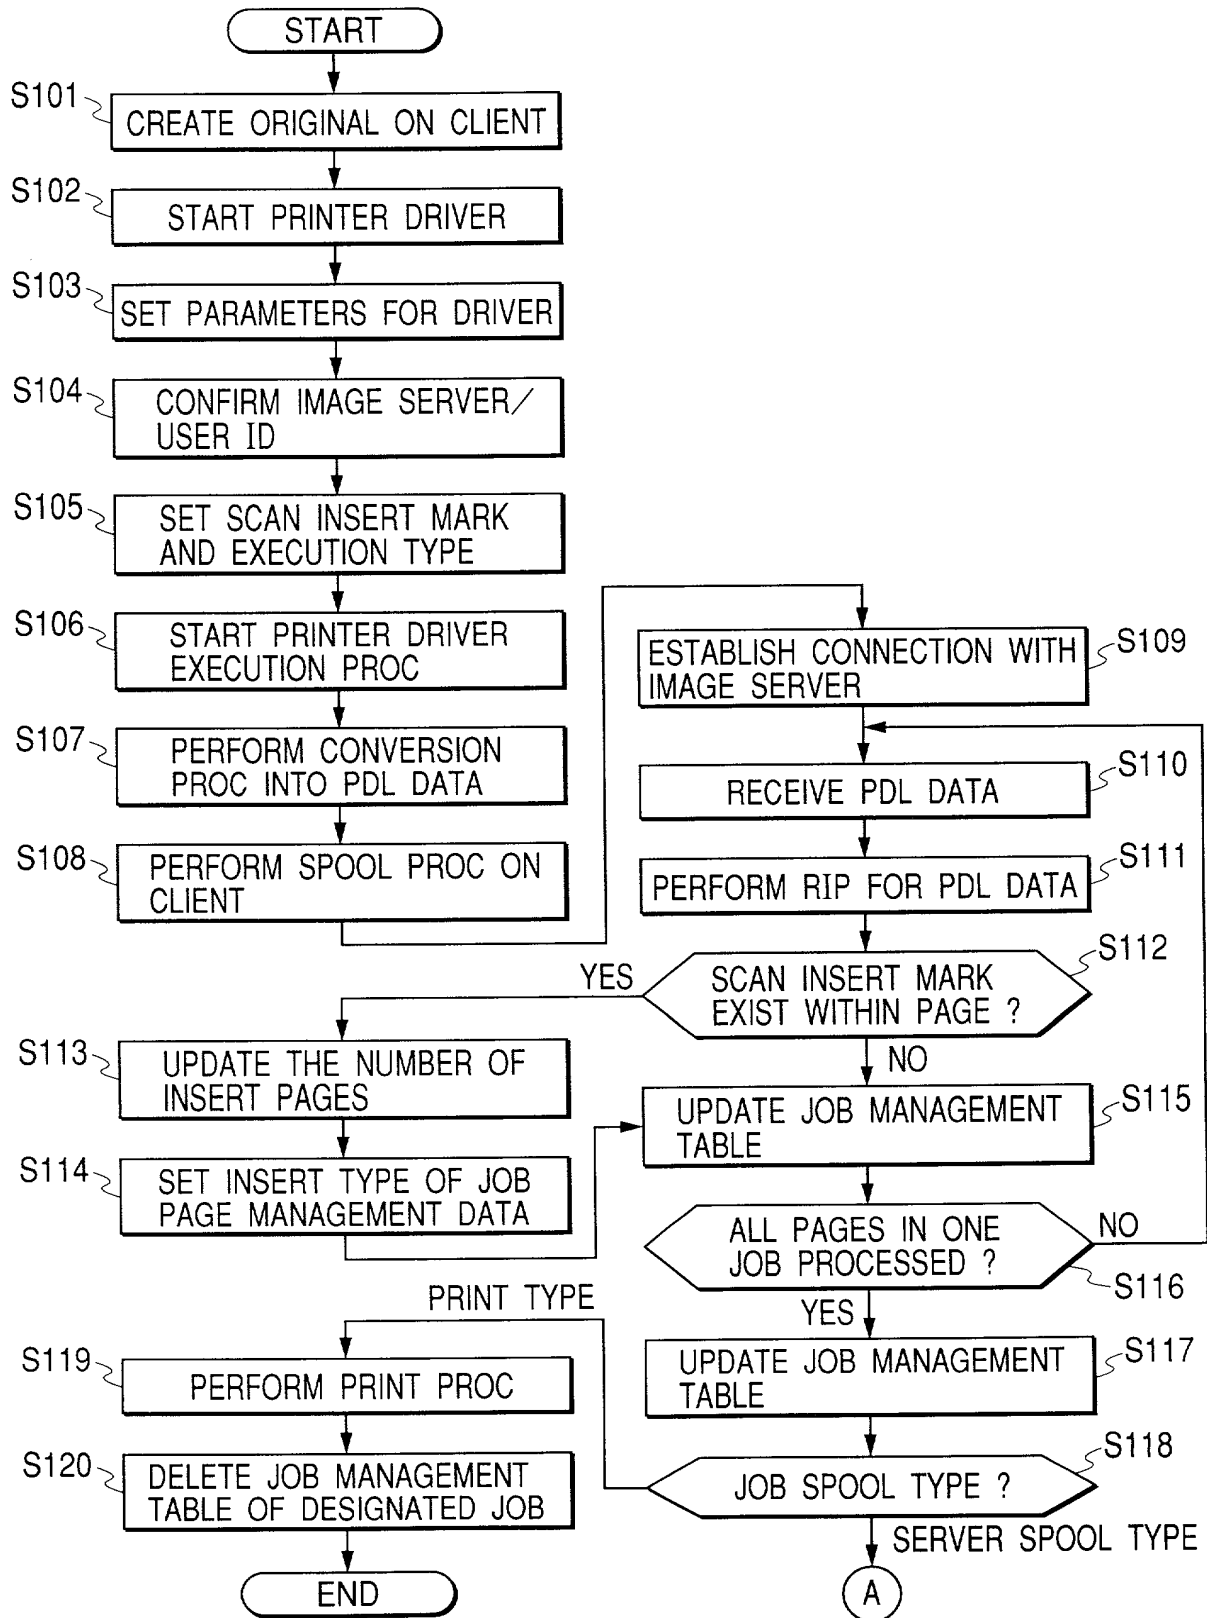 START
S101
CREATE ORIGINAL ON CLIENT
S102
START PRINTER DRIVER
S103
SET PARAMETERS FOR DRIVER
S104
CONFIRM IMAGE SERVER/
USER ID
S105
SET SCAN INSERT MARK
AND EXECUTION TYPE
S106
START PRINTER DRIVER
EXECUTION PROC
S107
PERFORM CONVERSION
PROC INTO PDL DATA
S108
PERFORM SPOOL PROC ON
CLIENT
S109
ESTABLISH CONNECTION WITH
IMAGE SERVER
S110
RECEIVE PDL DATA
S111
PERFORM RIP FOR PDL DATA
S112
SCAN INSERT MARK
EXIST WITHIN PAGE ?
YES
NO
S113
UPDATE THE NUMBER OF
INSERT PAGES
S114
SET INSERT TYPE OF JOB
PAGE MANAGEMENT DATA
S115
UPDATE JOB MANAGEMENT
TABLE
ALL PAGES IN ONE
JOB PROCESSED ?
NO
S116
YES
S117
UPDATE JOB MANAGEMENT
TABLE
S118
JOB SPOOL TYPE ?
PRINT TYPE
SERVER SPOOL TYPE
A
S119
PERFORM PRINT PROC
S120
DELETE JOB MANAGEMENT
TABLE OF DESIGNATED JOB
END